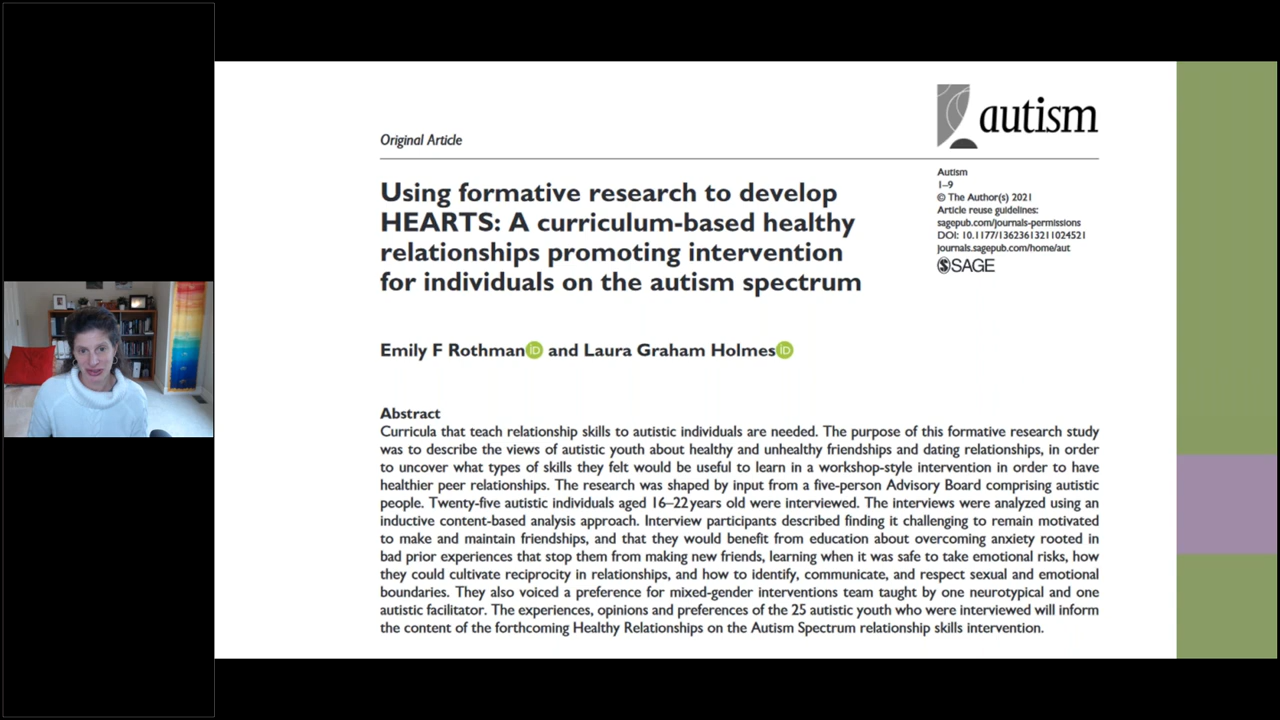 autism
Original Article
Using formative research to develop
HEARTS: A curriculum-based healthy
relationships promoting intervention
for individuals on the autism spectrum
Autism
1–9
© The Author(s) 2021
Article reuse guidelines:
sagepub.com/journals-permissions
DOI: 10.1177/13623613211024521
journals.sagepub.com/home/aut
SAGE
Emily F Rothman iD and Laura Graham Holmes iD
Abstract
Curricula that teach relationship skills to autistic individuals are needed. The purpose of this formative research study
was to describe the views of autistic youth about healthy and unhealthy friendships and dating relationships, in order
to uncover what types of skills they felt would be useful to learn in a workshop-style intervention in order to have
healthier peer relationships. The research was shaped by input from a five-person Advisory Board comprising autistic
people. Twenty-five autistic individuals aged 16–22 years old were interviewed. The interviews were analyzed using an
inductive content-based analysis approach. Interview participants described finding it challenging to remain motivated
to make and maintain friendships, and that they would benefit from education about overcoming anxiety rooted in
bad prior experiences that stop them from making new friends, learning when it was safe to take emotional risks, how
they could cultivate reciprocity in relationships, and how to identify, communicate, and respect sexual and emotional
boundaries. They also voiced a preference for mixed-gender interventions team taught by one neurotypical and one
autistic facilitator. The experiences, opinions and preferences of the 25 autistic youth who were interviewed will inform
the content of the forthcoming Healthy Relationships on the Autism Spectrum relationship skills intervention.